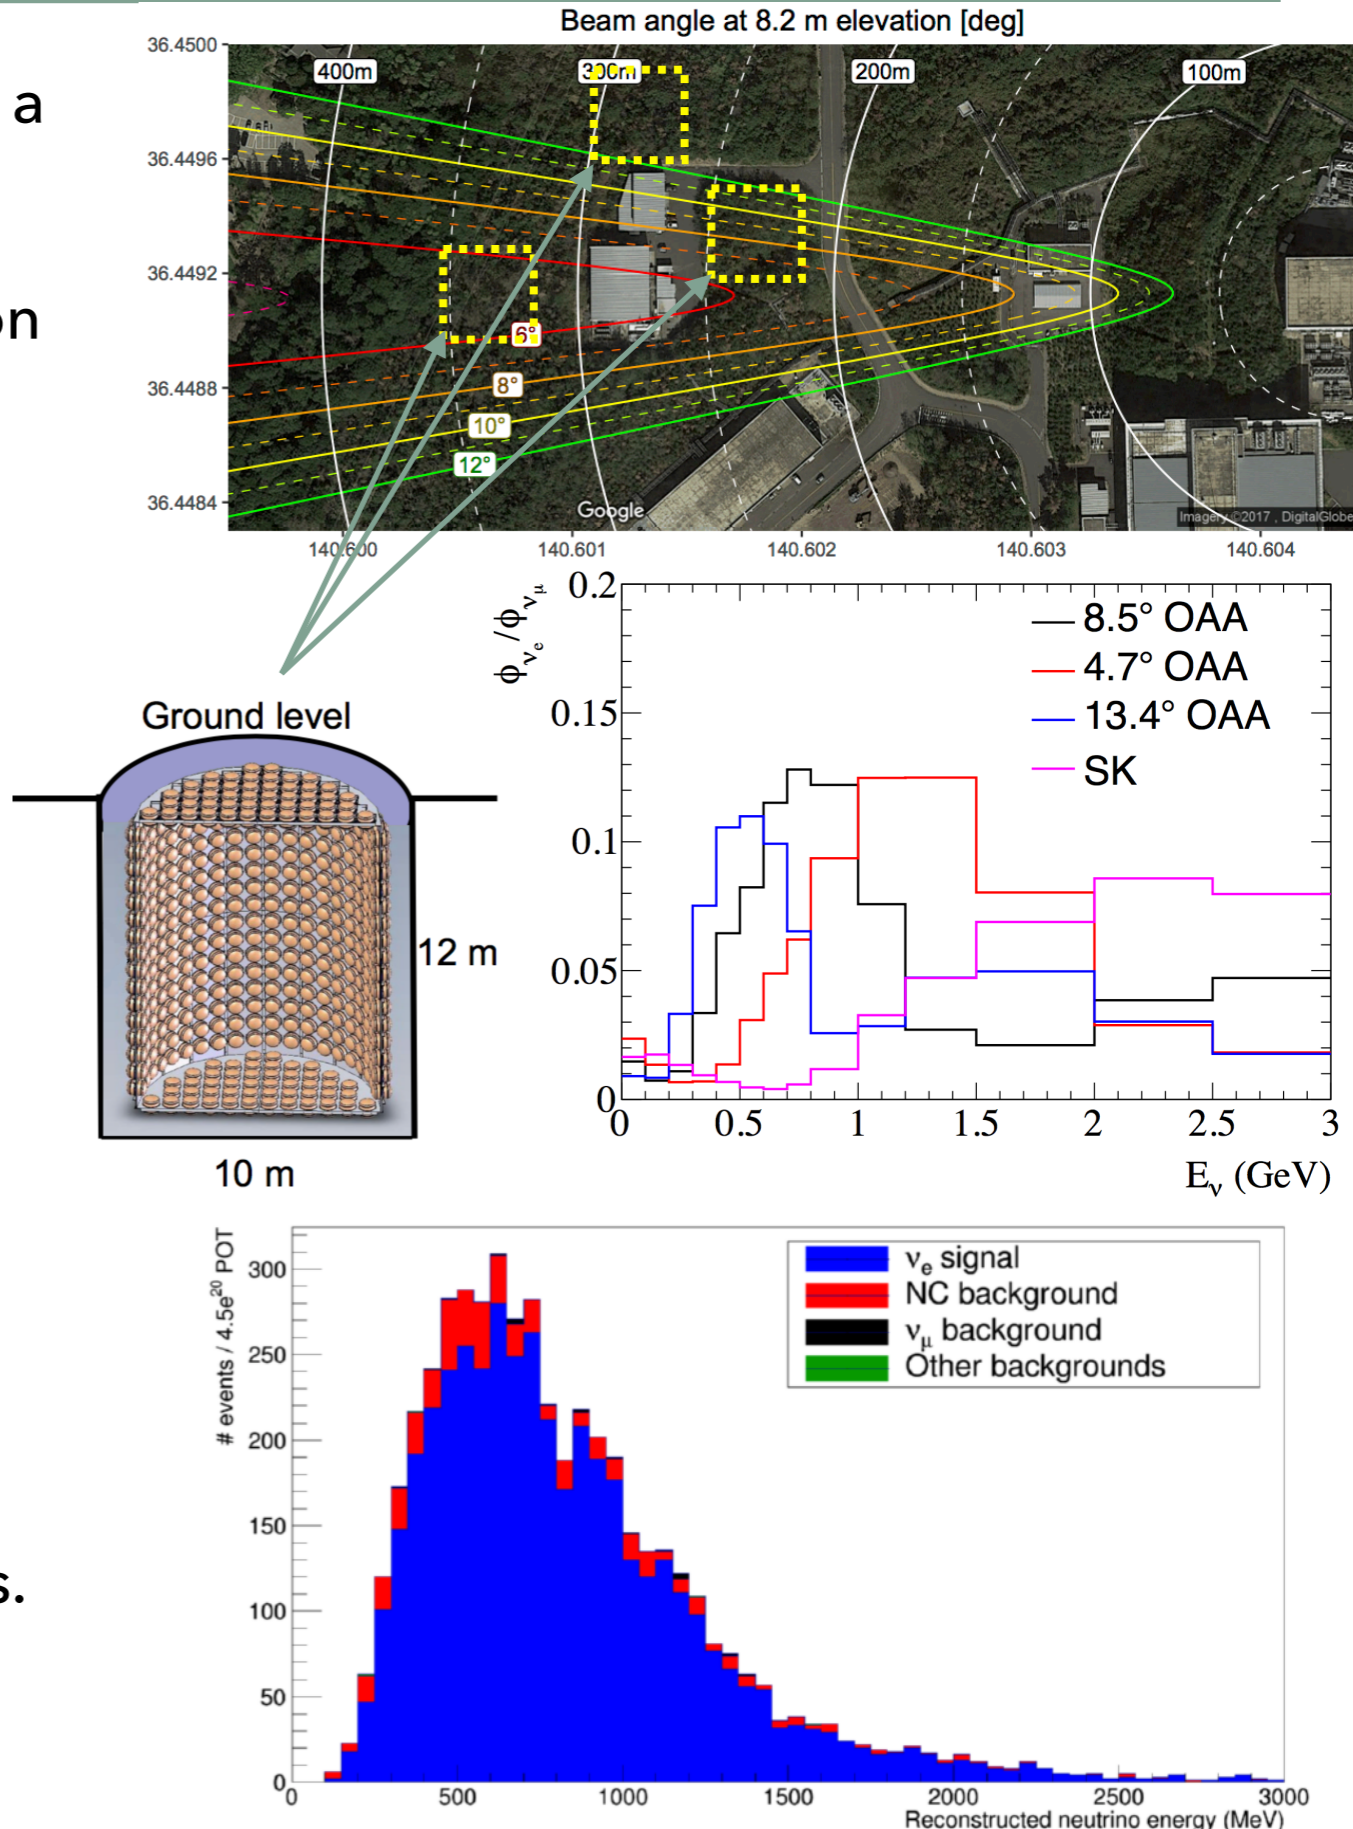 a
on
s.
Beam angle at 8.2 m elevation [deg]
36.4500
36.4496
36.4492
36.4488
36.4484
400m
300m
200m
100m
6°
8°
10°
12°
Google
Imagery ©2017 , DigitalGlobe
140.600
140.601
140.602
140.603
140.604
Ground level
12 m
10 m
ϕνe/ϕνμ
0.2
0.15
0.1
0.05
0
8.5° OAA
4.7° OAA
13.4° OAA
SK
0 0.5 1 1.5 2 2.5 3
Eν (GeV)
# events / 4.5e20 POT
300
250
200
150
100
50
0
νe signal
NC background
νμ background
Other backgrounds
0 500 1000 1500 2000 2500 3000
Reconstructed neutrino energy (MeV)